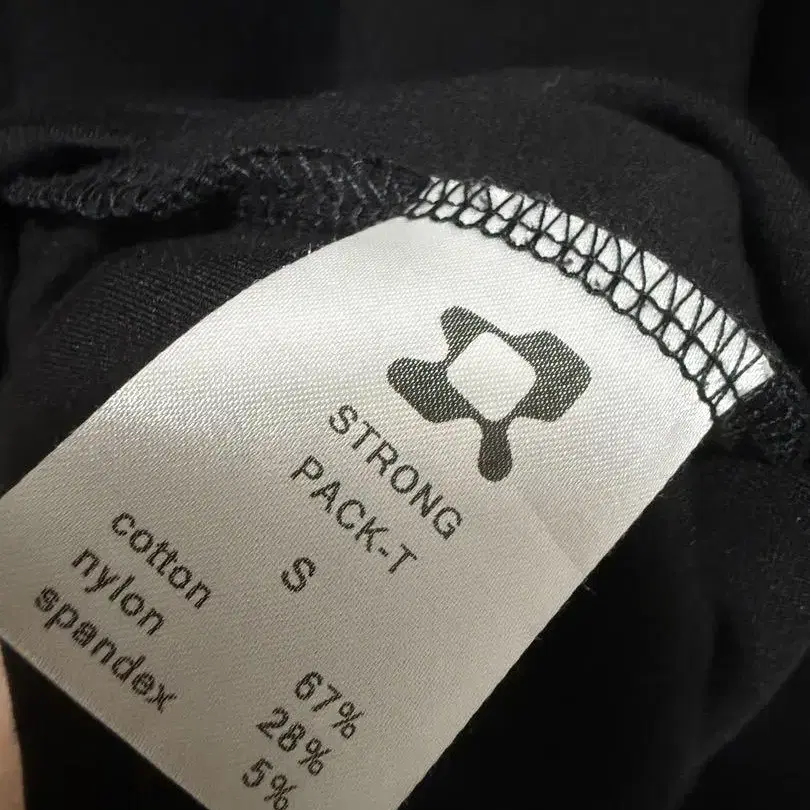 STRONG
PACK-T
S
cotton 67%
nylon 28%
spandex 5%